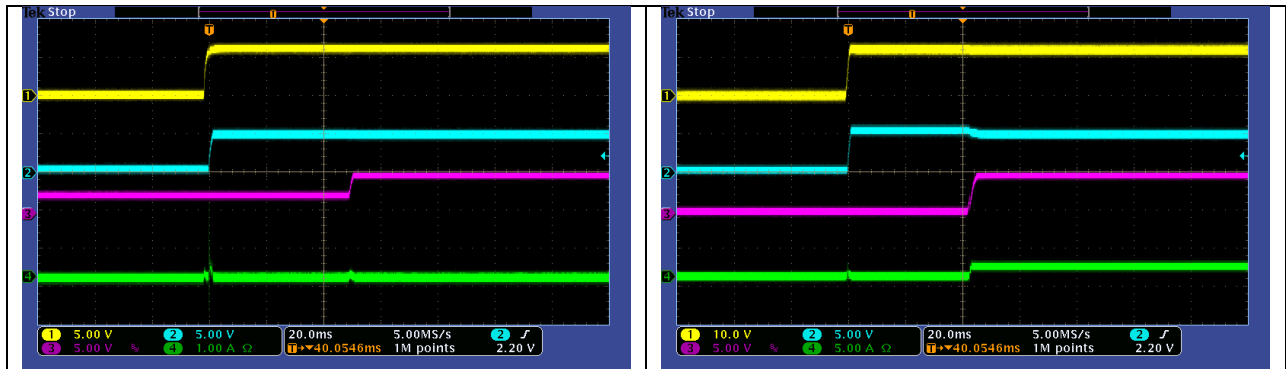 Tek Stop
T
T
1
2
3
4
1 5.00 V 2 5.00 V
3 5.00 V 4 1.00 A Ω
20.0ms 5.00MS/s
T→▼40.0546ms 1M points
2 ʃ
2.20 V
Tek Stop
T
T
1
2
3
4
1 10.0 V 2 5.00 V
3 5.00 V 4 5.00 A Ω
20.0ms 5.00MS/s
T→▼40.0546ms 1M points
2 ʃ
2.20 V